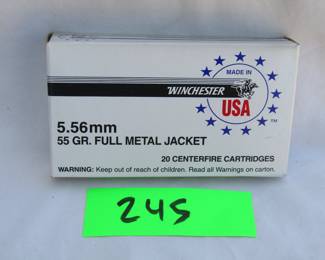 MADE IN
WINCHESTER
USA
TM
5.56mm
55 GR. FULL METAL JACKET
20 CENTERFIRE CARTRIDGES
WARNING: Keep out of reach of children. Read all Warnings on carton.
245